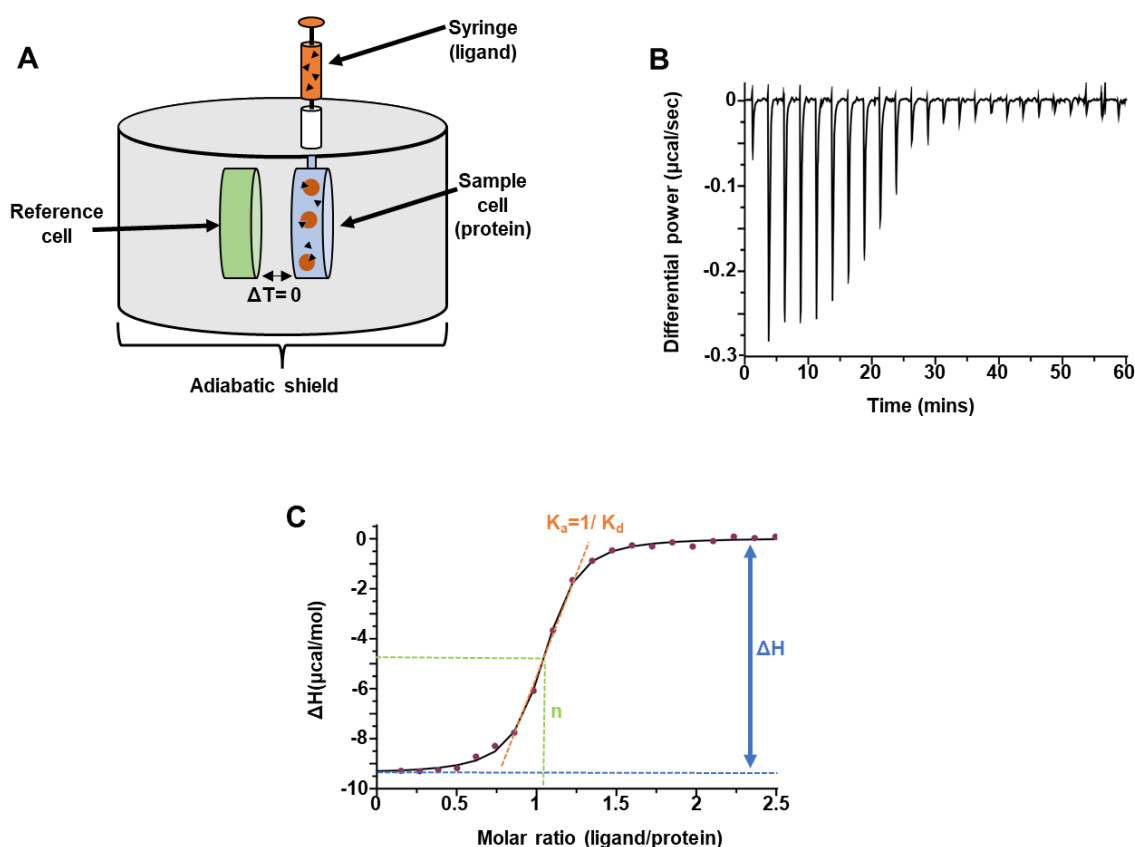 A
Syringe
(ligand)
Reference
cell
Sample
cell
(protein)
ΔT= 0
Adiabatic shield
B
Differential power (µcal/sec)
0
-0.1
-0.2
-0.3
0 10 20 30 40 50 60
Time (mins)
C
Ka=1/ Kd
ΔH(µcal/mol)
0
-2
-4
-6
-8
-10
n
ΔH
0 0.5 1 1.5 2 2.5
Molar ratio (ligand/protein)